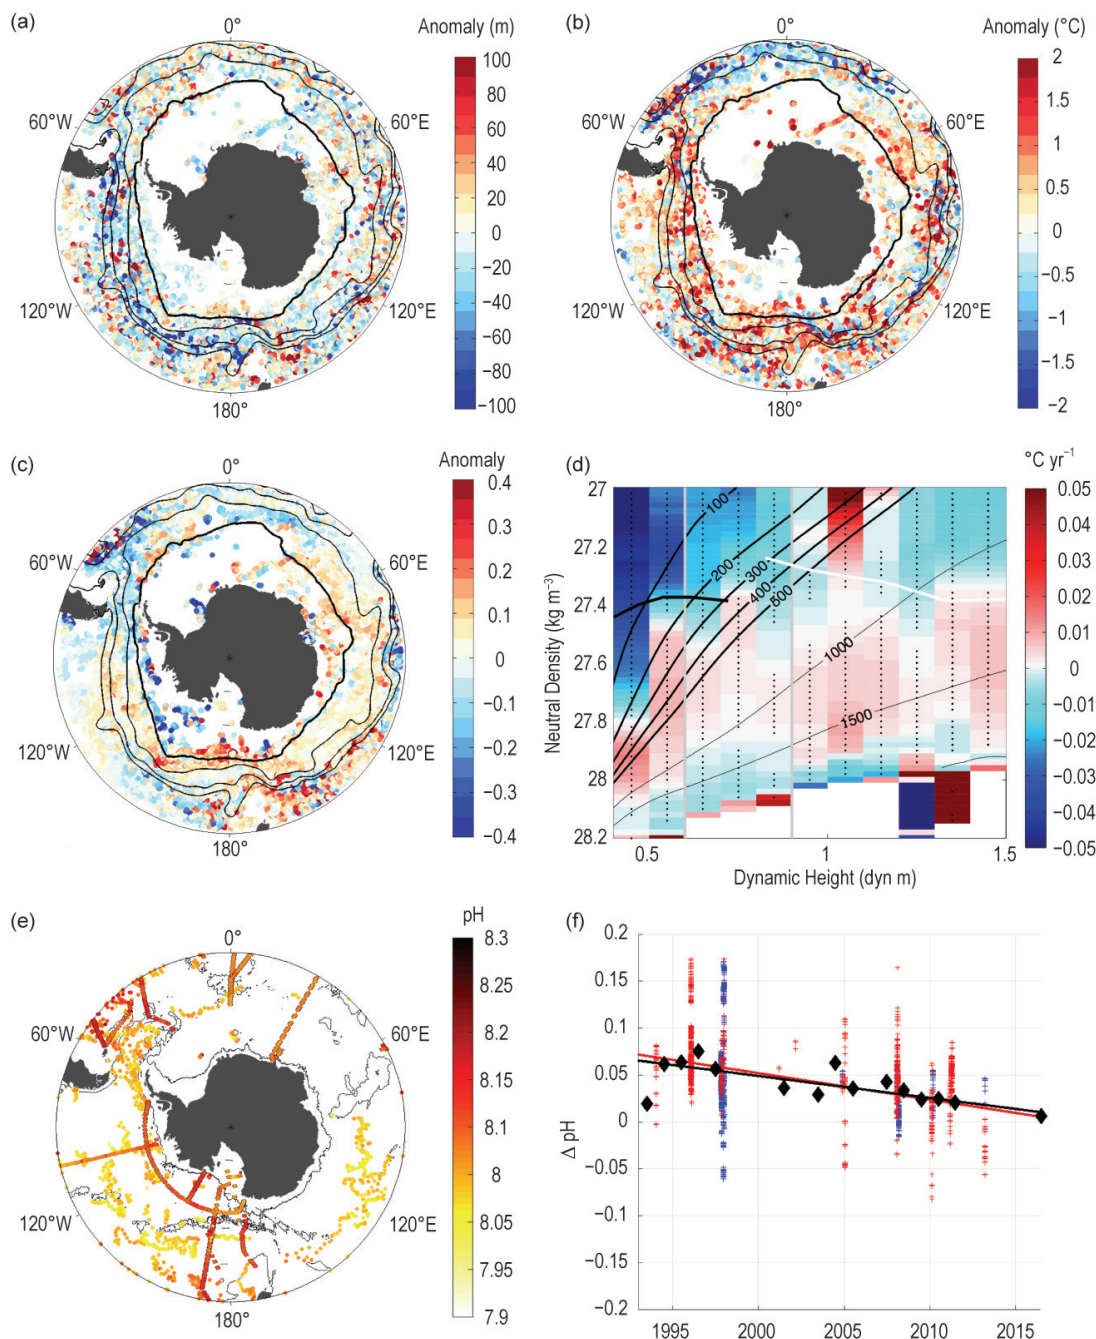 (a)
0°
Anomaly (m)
60°W
60°E
120°W
120°E
180°
100
80
60
40
20
0
−20
−40
−60
−80
−100
(b)
0°
Anomaly (°C)
60°W
60°E
120°W
120°E
180°
2
1.5
1
0.5
0
−0.5
−1
−1.5
−2
(c)
0°
Anomaly
60°W
60°E
120°W
120°E
180°
0.4
0.3
0.2
0.1
0
−0.1
−0.2
−0.3
−0.4
(d)
°C yr⁻¹
Neutral Density (kg m⁻³)
27
27.2
27.4
27.6
27.8
28
28.2
100
200
300
400
500
1000
1500
0.5
1
1.5
Dynamic Height (dyn m)
0.05
0.04
0.03
0.02
0.01
0
−0.01
−0.02
−0.03
−0.04
−0.05
(e)
0°
pH
60°W
60°E
120°W
120°E
180°
8.3
8.25
8.2
8.15
8.1
8.05
8
7.95
7.9
(f)
Δ pH
0.2
0.15
0.1
0.05
0
−0.05
−0.1
−0.15
−0.2
1995
2000
2005
2010
2015